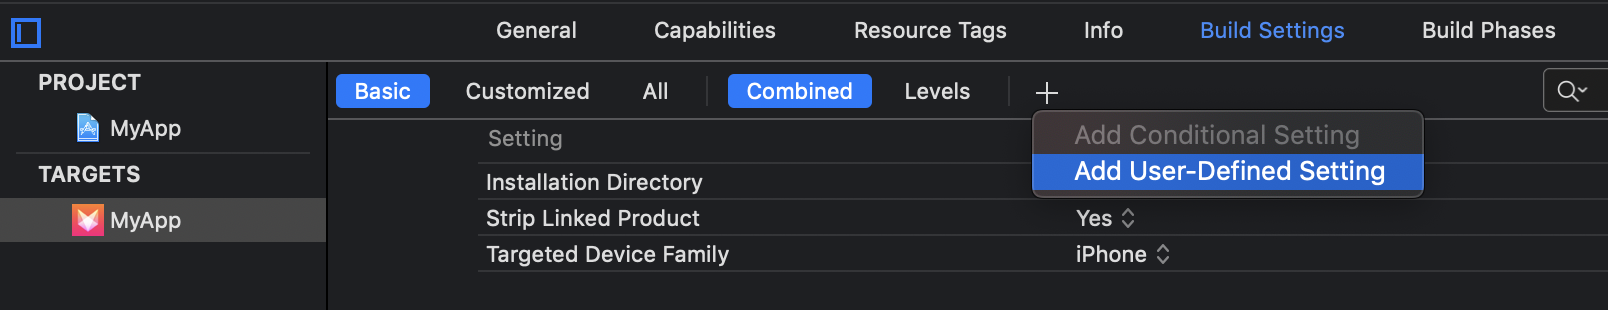 General Capabilities Resource Tags Info Build Settings Build Phases
PROJECT
MyApp
TARGETS
MyApp
Basic Customized All Combined Levels +
Add Conditional Setting
Add User-Defined Setting
Setting
Installation Directory
Strip Linked Product Yes
Targeted Device Family iPhone